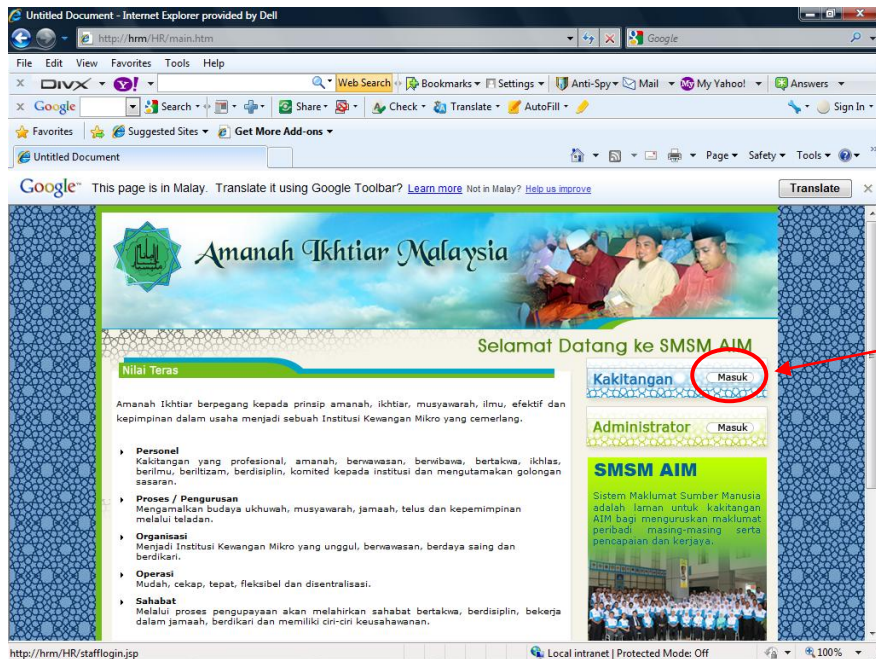 Untitled Document - Internet Explorer provided by Dell
http://hrm/HR/main.htm
Google
File Edit View Favorites Tools Help
x DIVX Y! Web Search Bookmarks Settings Anti-Spy Mail My Yahoo! Answers
x Google Search Share Check Translate AutoFill Sign In
Favorites Suggested Sites Get More Add-ons
Untitled Document Page Safety Tools
Google™ This page is in Malay. Translate it using Google Toolbar? Learn more Not in Malay? Help us improve Translate
Amanah Ikhtiar Malaysia
Selamat Datang ke SMSM AIM
Nilai Teras
Amanah Ikhtiar berpegang kepada prinsip amanah, ikhtiar, musyawarah, ilmu, efektif dan
kepimpinan dalam usaha menjadi sebuah Institusi Kewangan Mikro yang cemerlang.
Personel
Kakitangan yang profesional, amanah, berwawasan, berwibawa, bertakwa, ikhlas,
berilmu, beriltizam, berdisiplin, komited kepada institusi dan mengutamakan golongan
sasaran.
Proses / Pengurusan
Mengamalkan budaya ukhuwah, musyawarah, jamaah, telus dan kepemimpinan
melalui teladan.
Organisasi
Menjadi Institusi Kewangan Mikro yang unggul, berwawasan, berdaya saing dan
berdikari.
Operasi
Mudah, cekap, tepat, fleksibel dan disentralisasi.
Sahabat
Melalui proses pengupayaan akan melahirkan sahabat bertakwa, berdisiplin, bekerja
dalam jamaah, berdikari dan memiliki ciri-ciri keusahawanan.
Kakitangan Masuk
Administrator Masuk
SMSM AIM
Sistem Maklumat Sumber Manusia
adalah laman untuk kakitangan
AIM bagi menguruskan maklumat
peribadi masing-masing serta
pencapaian dan kerjaya.
http://hrm/HR/stafflogin.jsp Local intranet | Protected Mode: Off 100%